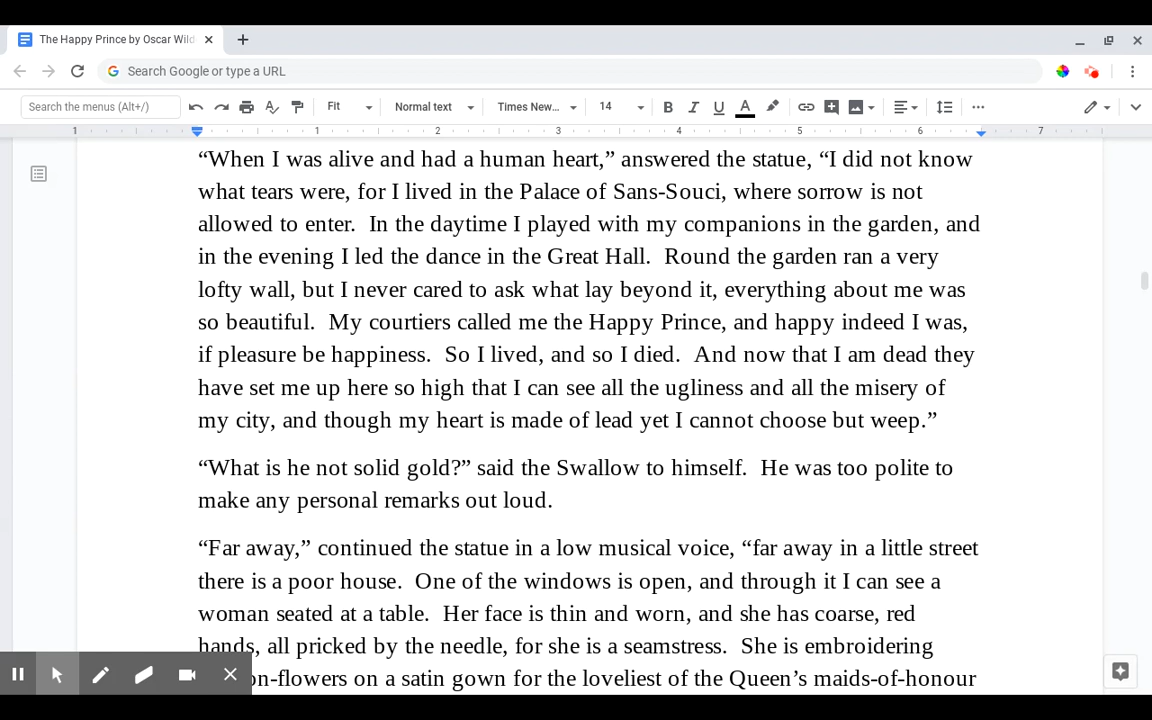 The Happy Prince by Oscar Wild
Search Google or type a URL
Search the menus (Alt+/)
Fit
Normal text
Times New...
14
B I U A
1 1 2 3 4 5 6 7
“When I was alive and had a human heart,” answered the statue, “I did not know
what tears were, for I lived in the Palace of Sans-Souci, where sorrow is not
allowed to enter.  In the daytime I played with my companions in the garden, and
in the evening I led the dance in the Great Hall.  Round the garden ran a very
lofty wall, but I never cared to ask what lay beyond it, everything about me was
so beautiful.  My courtiers called me the Happy Prince, and happy indeed I was,
if pleasure be happiness.  So I lived, and so I died.  And now that I am dead they
have set me up here so high that I can see all the ugliness and all the misery of
my city, and though my heart is made of lead yet I cannot choose but weep.”
“What is he not solid gold?” said the Swallow to himself.  He was too polite to
make any personal remarks out loud.
“Far away,” continued the statue in a low musical voice, “far away in a little street
there is a poor house.  One of the windows is open, and through it I can see a
woman seated at a table.  Her face is thin and worn, and she has coarse, red
hands, all pricked by the needle, for she is a seamstress.  She is embroidering
on-flowers on a satin gown for the loveliest of the Queen’s maids-of-honour